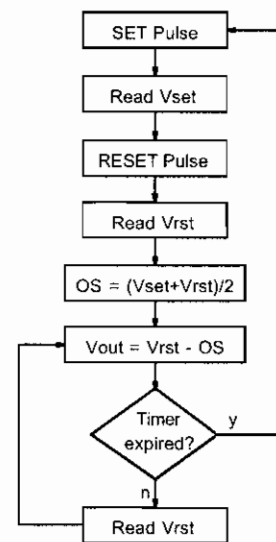 SET Pulse
Read Vset
RESET Pulse
Read Vrst
OS = (Vset+Vrst)/2
Vout = Vrst - OS
Timer
expired?
y
n
Read Vrst